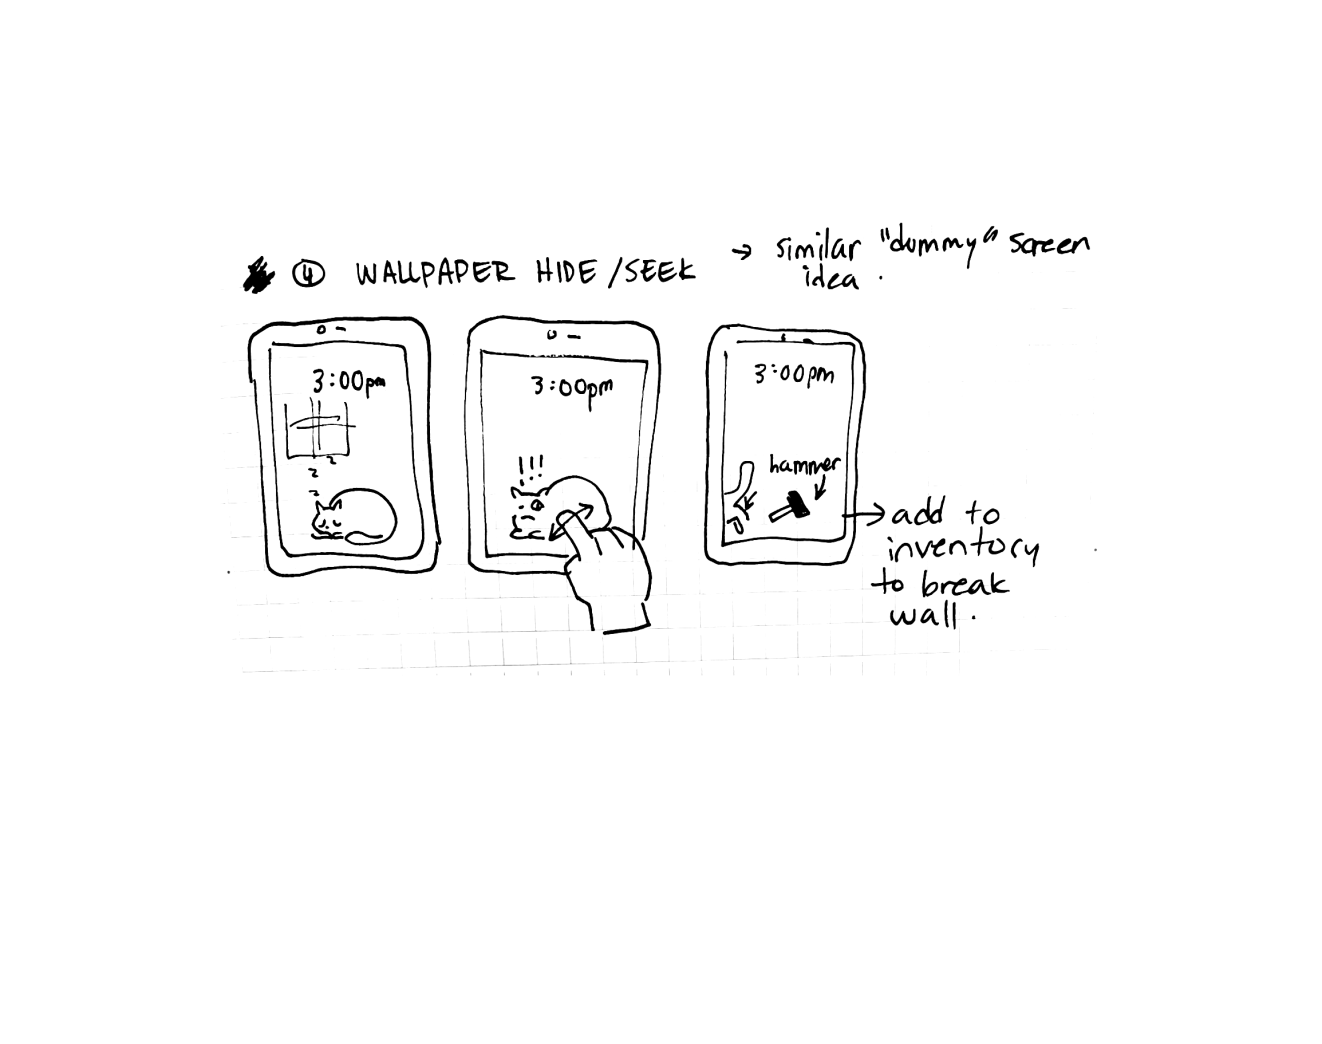 ④ WALLPAPER HIDE/SEEK
→ similar "dummy" screen
idea.
3:00pm
z
z
z
3:00pm
!!!
3:00pm
hammer
→ add to
inventory
to break
wall.